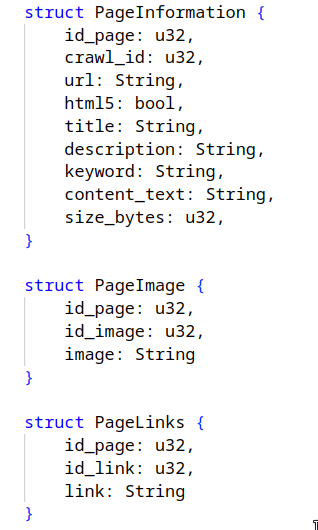 struct PageInformation {
    id_page: u32,
    crawl_id: u32,
    url: String,
    html5: bool,
    title: String,
    description: String,
    keyword: String,
    content_text: String,
    size_bytes: u32,
}

struct PageImage {
    id_page: u32,
    id_image: u32,
    image: String
}

struct PageLinks {
    id_page: u32,
    id_link: u32,
    link: String
}